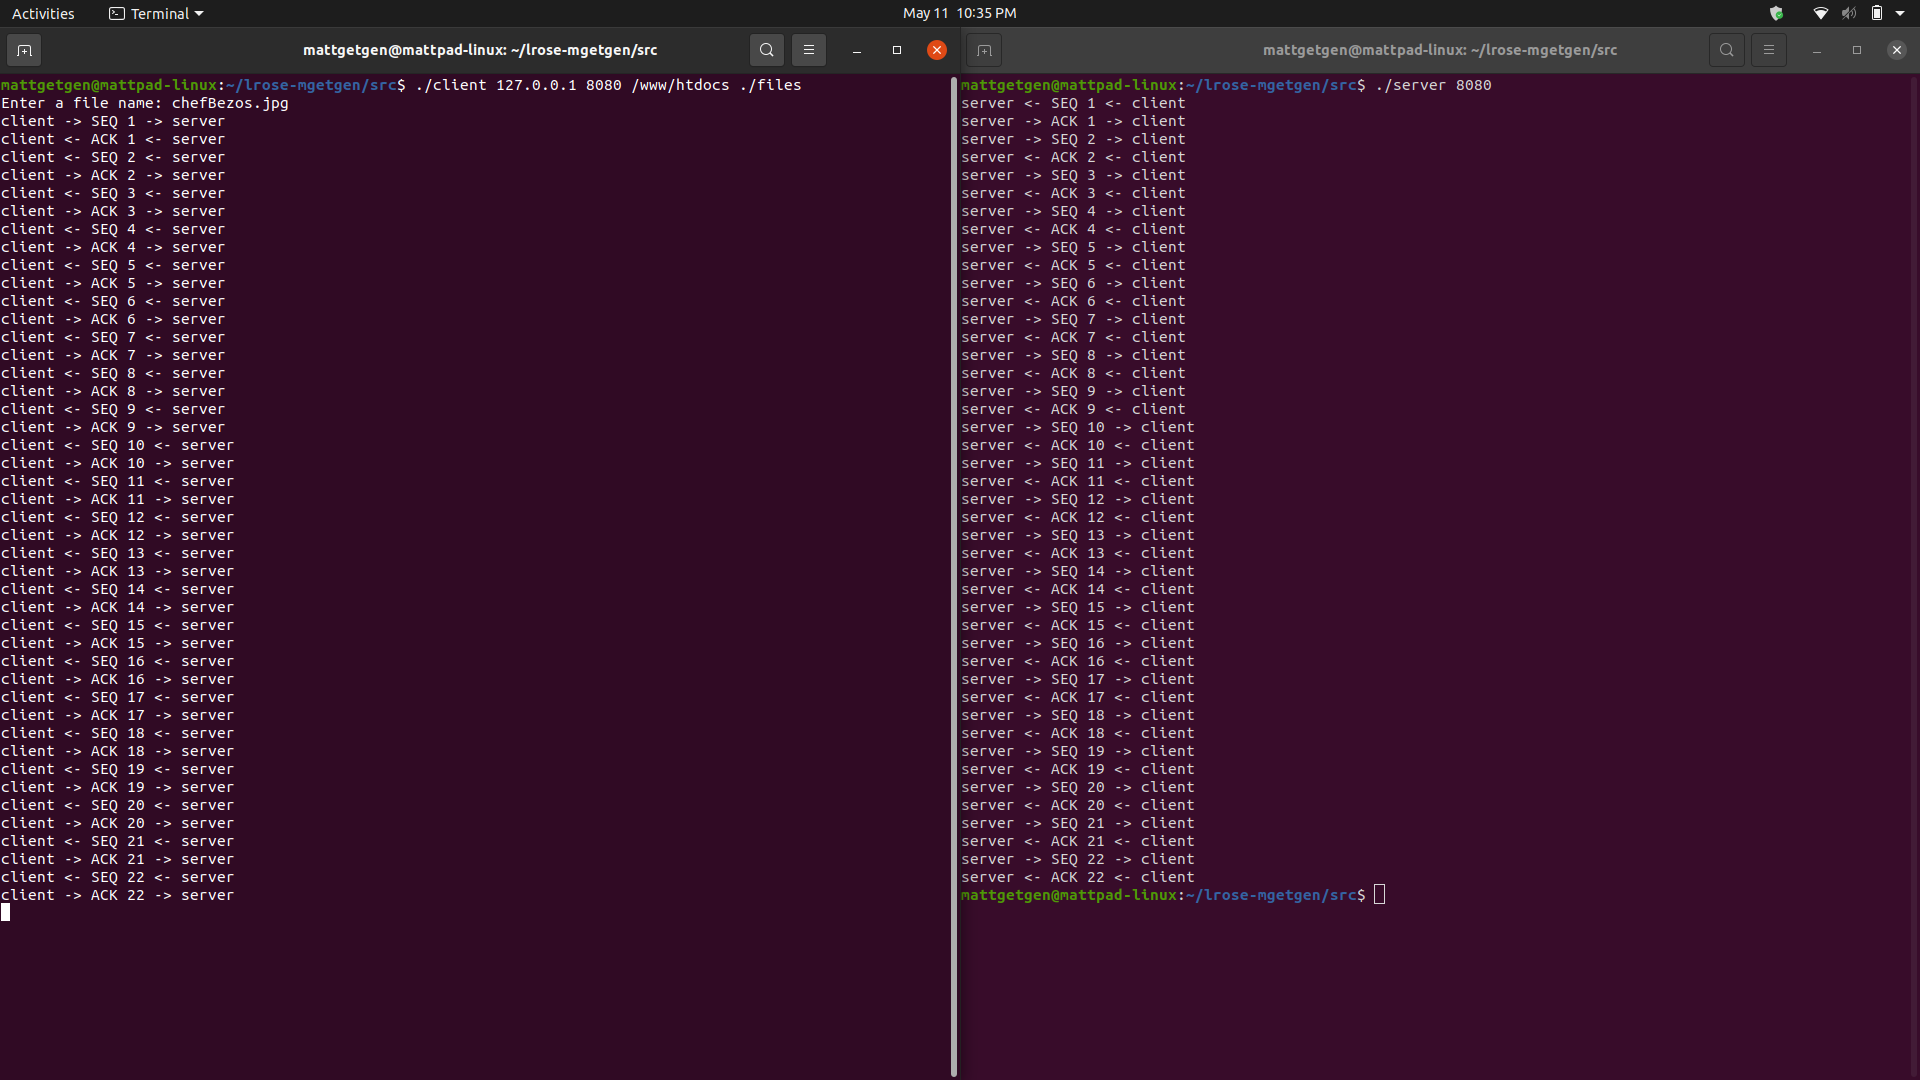 Activities Terminal May 11 10:35 PM
mattgetgen@mattpad-linux: ~/lrose-mgetgen/src
mattgetgen@mattpad-linux:~/lrose-mgetgen/src$ ./client 127.0.0.1 8080 /www/htdocs ./files
Enter a file name: chefBezos.jpg
client -> SEQ 1 -> server
client <- ACK 1 <- server
client <- SEQ 2 <- server
client -> ACK 2 -> server
client <- SEQ 3 <- server
client -> ACK 3 -> server
client <- SEQ 4 <- server
client -> ACK 4 -> server
client <- SEQ 5 <- server
client -> ACK 5 -> server
client <- SEQ 6 <- server
client -> ACK 6 -> server
client <- SEQ 7 <- server
client -> ACK 7 -> server
client <- SEQ 8 <- server
client -> ACK 8 -> server
client <- SEQ 9 <- server
client -> ACK 9 -> server
client <- SEQ 10 <- server
client -> ACK 10 -> server
client <- SEQ 11 <- server
client -> ACK 11 -> server
client <- SEQ 12 <- server
client -> ACK 12 -> server
client <- SEQ 13 <- server
client -> ACK 13 -> server
client <- SEQ 14 <- server
client -> ACK 14 -> server
client <- SEQ 15 <- server
client -> ACK 15 -> server
client <- SEQ 16 <- server
client -> ACK 16 -> server
client <- SEQ 17 <- server
client -> ACK 17 -> server
client <- SEQ 18 <- server
client -> ACK 18 -> server
client <- SEQ 19 <- server
client -> ACK 19 -> server
client <- SEQ 20 <- server
client -> ACK 20 -> server
client <- SEQ 21 <- server
client -> ACK 21 -> server
client <- SEQ 22 <- server
client -> ACK 22 -> server
mattgetgen@mattpad-linux: ~/lrose-mgetgen/src
mattgetgen@mattpad-linux:~/lrose-mgetgen/src$ ./server 8080
server <- SEQ 1 <- client
server -> ACK 1 -> client
server -> SEQ 2 -> client
server <- ACK 2 <- client
server -> SEQ 3 -> client
server <- ACK 3 <- client
server -> SEQ 4 -> client
server <- ACK 4 <- client
server -> SEQ 5 -> client
server <- ACK 5 <- client
server -> SEQ 6 -> client
server <- ACK 6 <- client
server -> SEQ 7 -> client
server <- ACK 7 <- client
server -> SEQ 8 -> client
server <- ACK 8 <- client
server -> SEQ 9 -> client
server <- ACK 9 <- client
server -> SEQ 10 -> client
server <- ACK 10 <- client
server -> SEQ 11 -> client
server <- ACK 11 <- client
server -> SEQ 12 -> client
server <- ACK 12 <- client
server -> SEQ 13 -> client
server <- ACK 13 <- client
server -> SEQ 14 -> client
server <- ACK 14 <- client
server -> SEQ 15 -> client
server <- ACK 15 <- client
server -> SEQ 16 -> client
server <- ACK 16 <- client
server -> SEQ 17 -> client
server <- ACK 17 <- client
server -> SEQ 18 -> client
server <- ACK 18 <- client
server -> SEQ 19 -> client
server <- ACK 19 <- client
server -> SEQ 20 -> client
server <- ACK 20 <- client
server -> SEQ 21 -> client
server <- ACK 21 <- client
server -> SEQ 22 -> client
server <- ACK 22 <- client
mattgetgen@mattpad-linux:~/lrose-mgetgen/src$